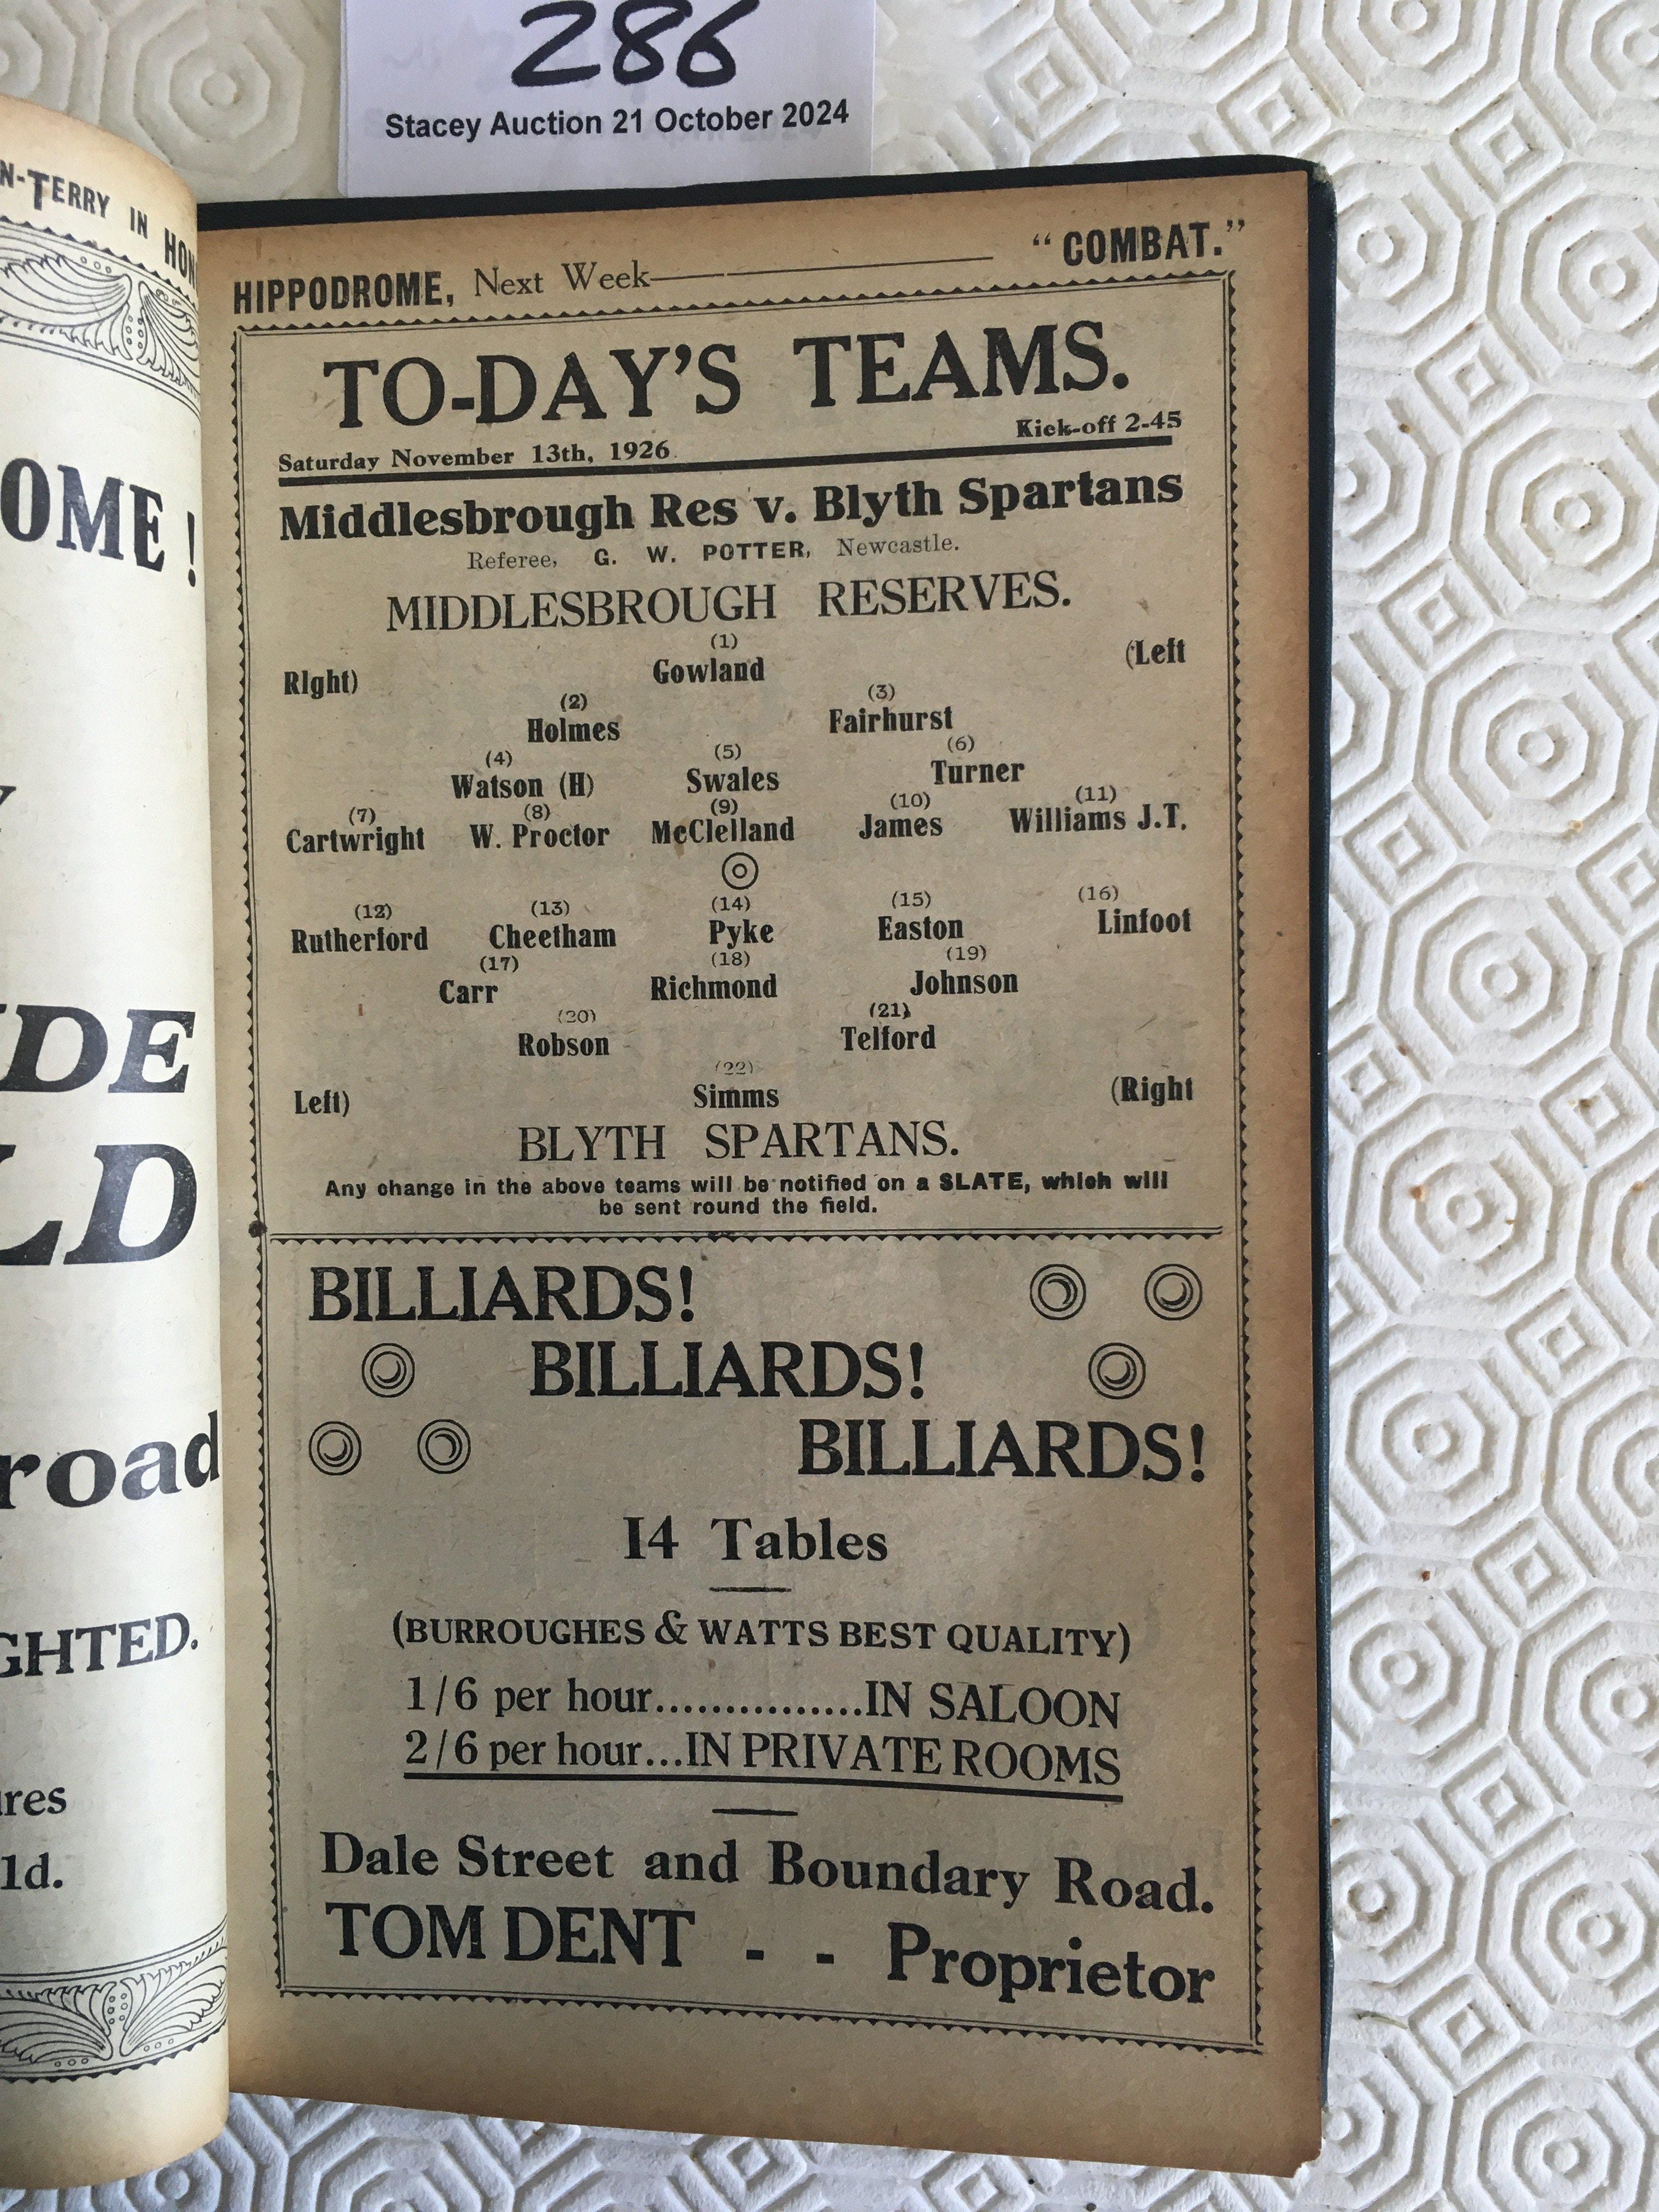 286
Stacey Auction 21 October 2024
N-TERRY IN HON
OME!
DE
LD
road
GHTED.
res
1d.
HIPPODROME, Next Week— "COMBAT."
TO-DAY'S TEAMS.
Saturday November 13th, 1926. Kick-off 2-45
Middlesbrough Res v. Blyth Spartans
Referee, G. W. POTTER, Newcastle.
MIDDLESBROUGH RESERVES.
(1)
Right) Gowland (Left
(2) (3)
Holmes Fairhurst
(4) (5) (6)
Watson (H) Swales Turner
(7) (8) (9) (10) (11)
Cartwright W. Proctor McClelland James Williams J.T.
(12) (13) (14) (15) (16)
Rutherford Cheetham Pyke Easton Linfoot
(17) (18) (19)
Carr Richmond Johnson
(20) (21)
Robson Telford
(22)
Left) Simms (Right
BLYTH SPARTANS.
Any change in the above teams will be notified on a SLATE, which will
be sent round the field.
BILLIARDS!
BILLIARDS!
BILLIARDS!
14 Tables
(BURROUGHES & WATTS BEST QUALITY)
1/6 per hour...............IN SALOON
2/6 per hour...IN PRIVATE ROOMS
Dale Street and Boundary Road.
TOM DENT - - Proprietor